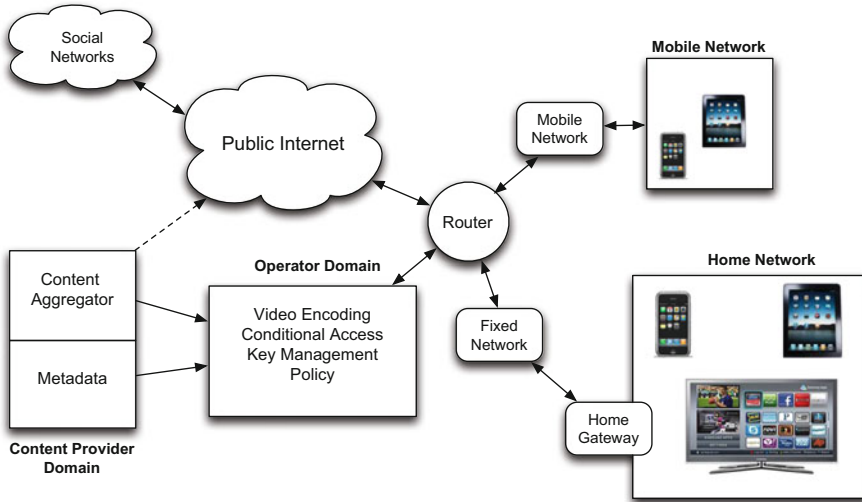 Social
Networks
Public Internet
Mobile Network
Mobile
Network
Router
Content
Aggregator
Metadata
Content Provider
Domain
Operator Domain
Video Encoding
Conditional Access
Key Management
Policy
Fixed
Network
Home Network
Home
Gateway